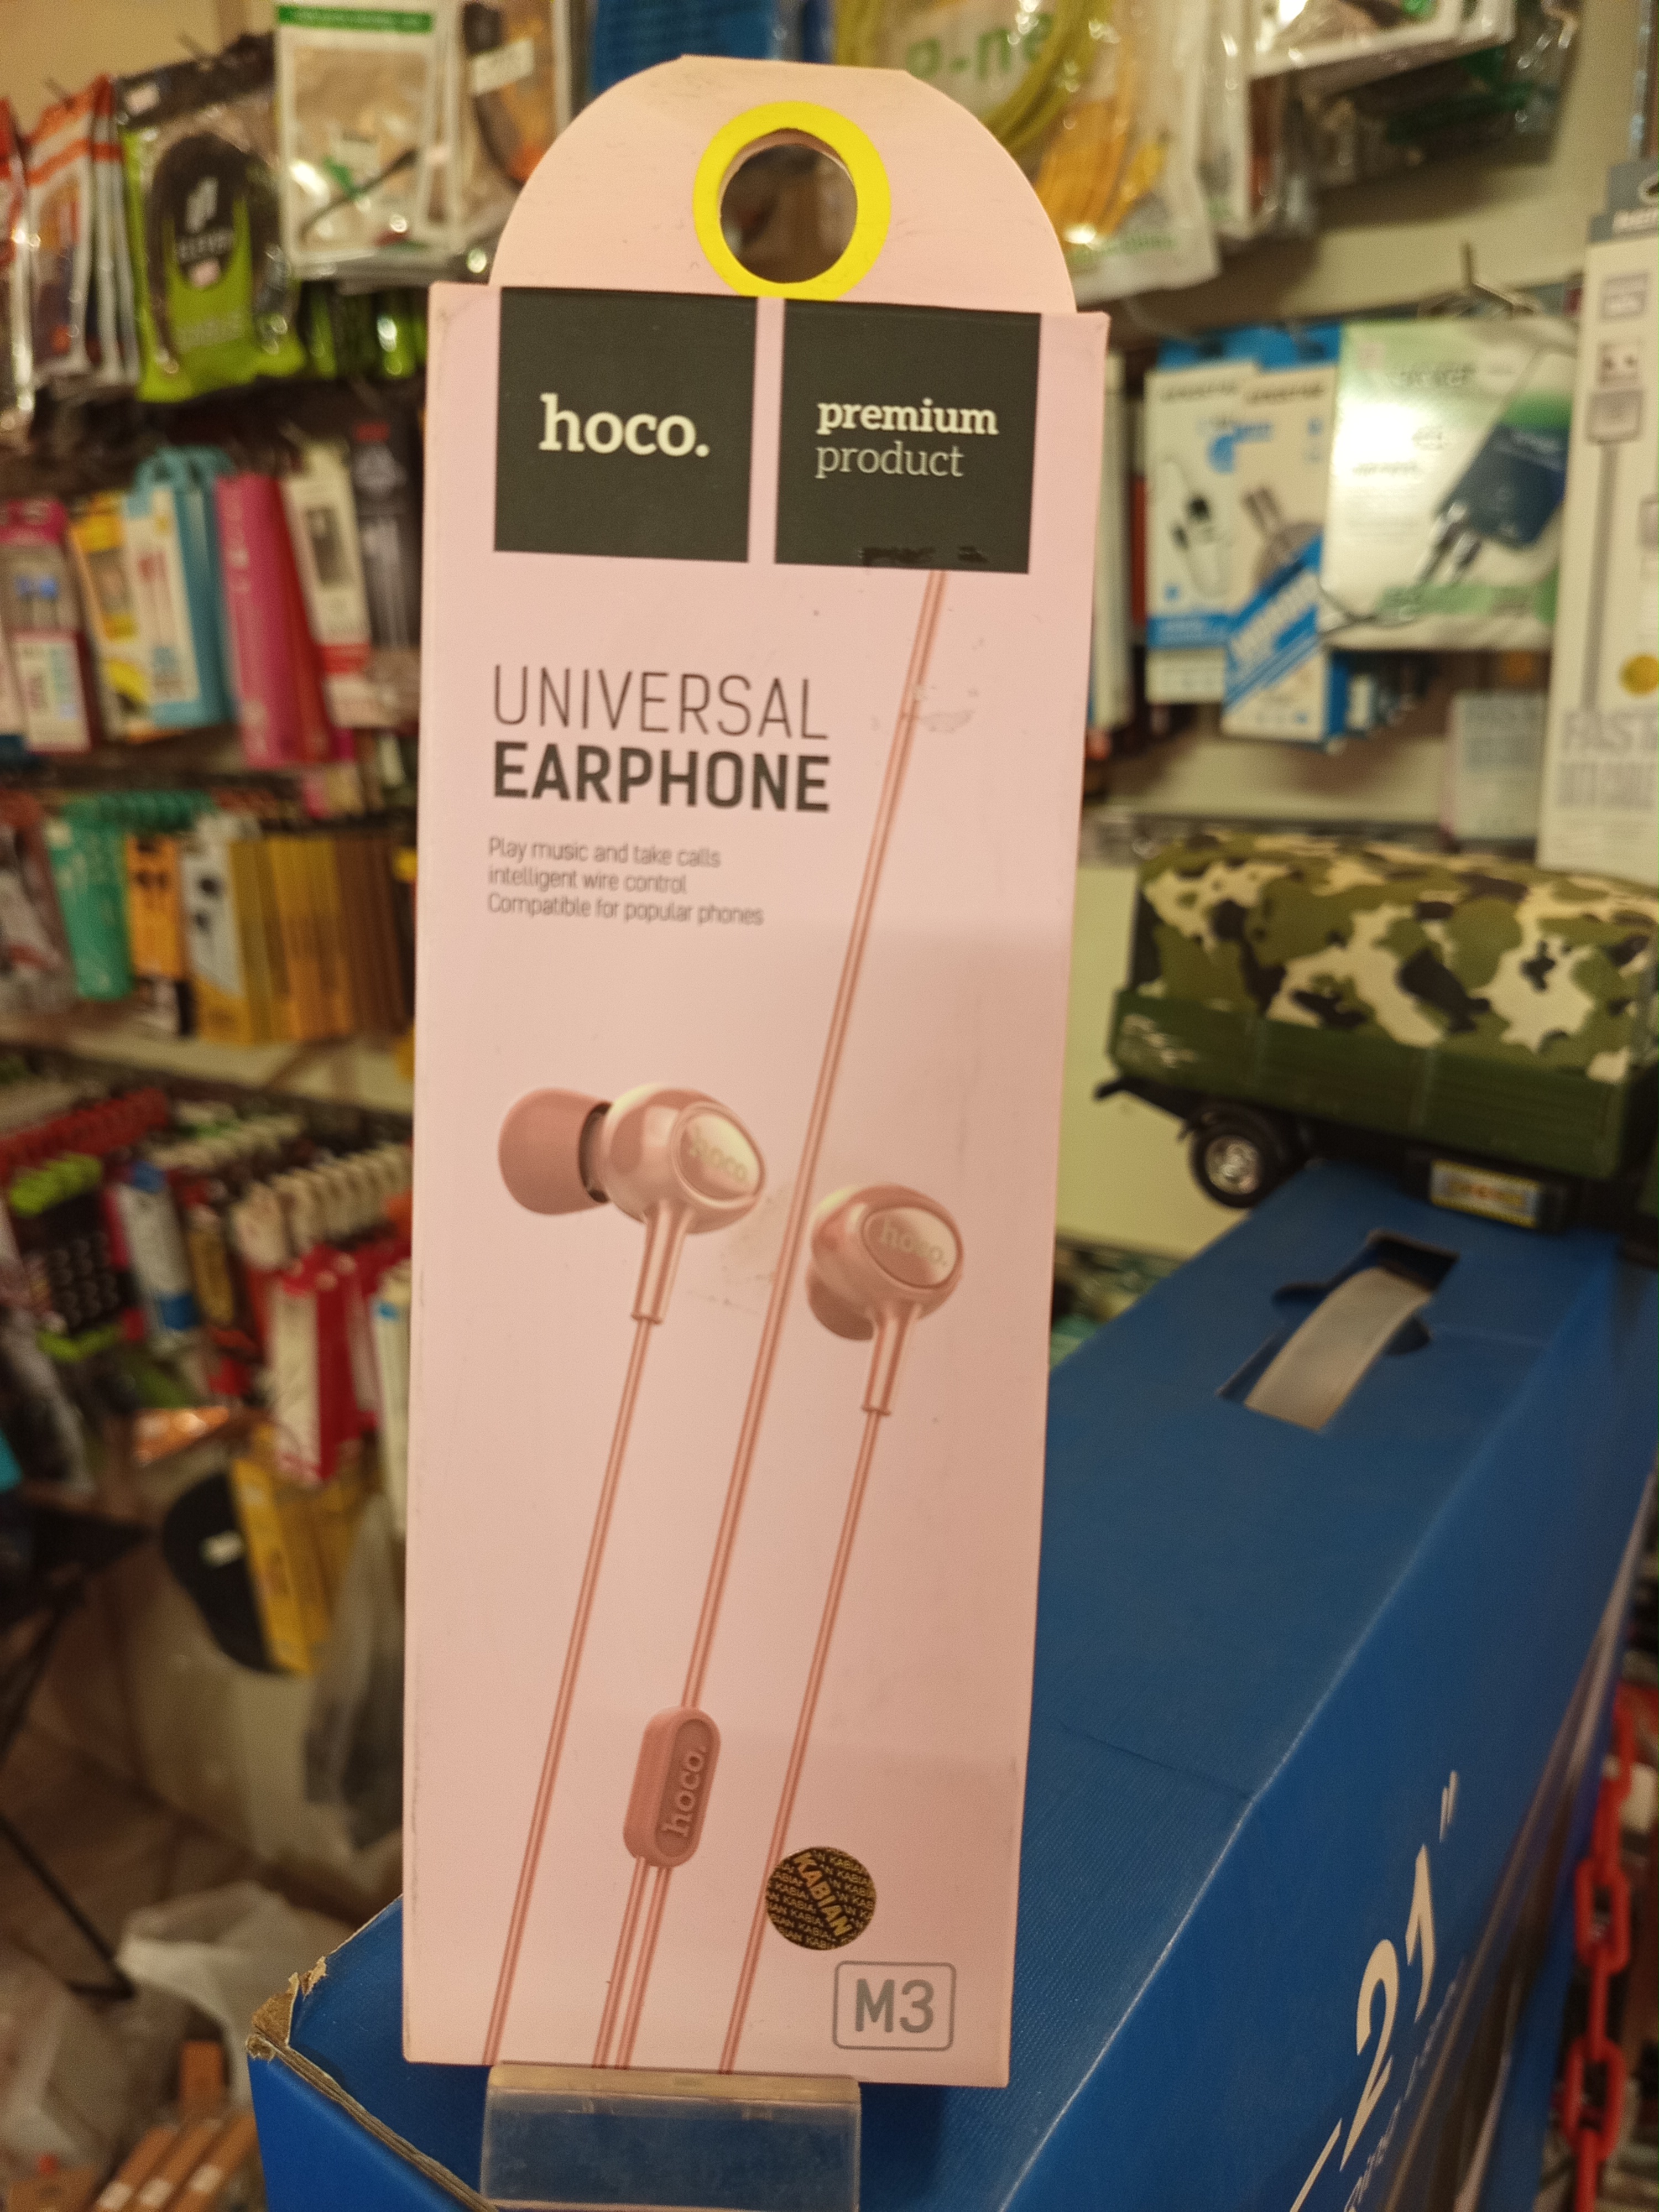 hoco.
premium
product
UNIVERSAL
EARPHONE
Play music and take calls
intelligent wire control
Compatible for popular phones
hoco.
hoco.
hoco.
KABIAN
M3
21"